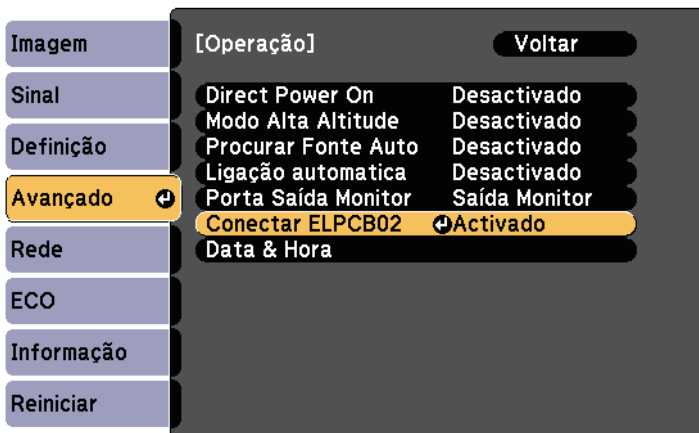 Imagem
Sinal
Definição
Avançado
Rede
ECO
Informação
Reiniciar
[Operação] Voltar
Direct Power On Desactivado
Modo Alta Altitude Desactivado
Procurar Fonte Auto Desactivado
Ligação automatica Desactivado
Porta Saída Monitor Saída Monitor
Conectar ELPCB02 Activado
Data & Hora